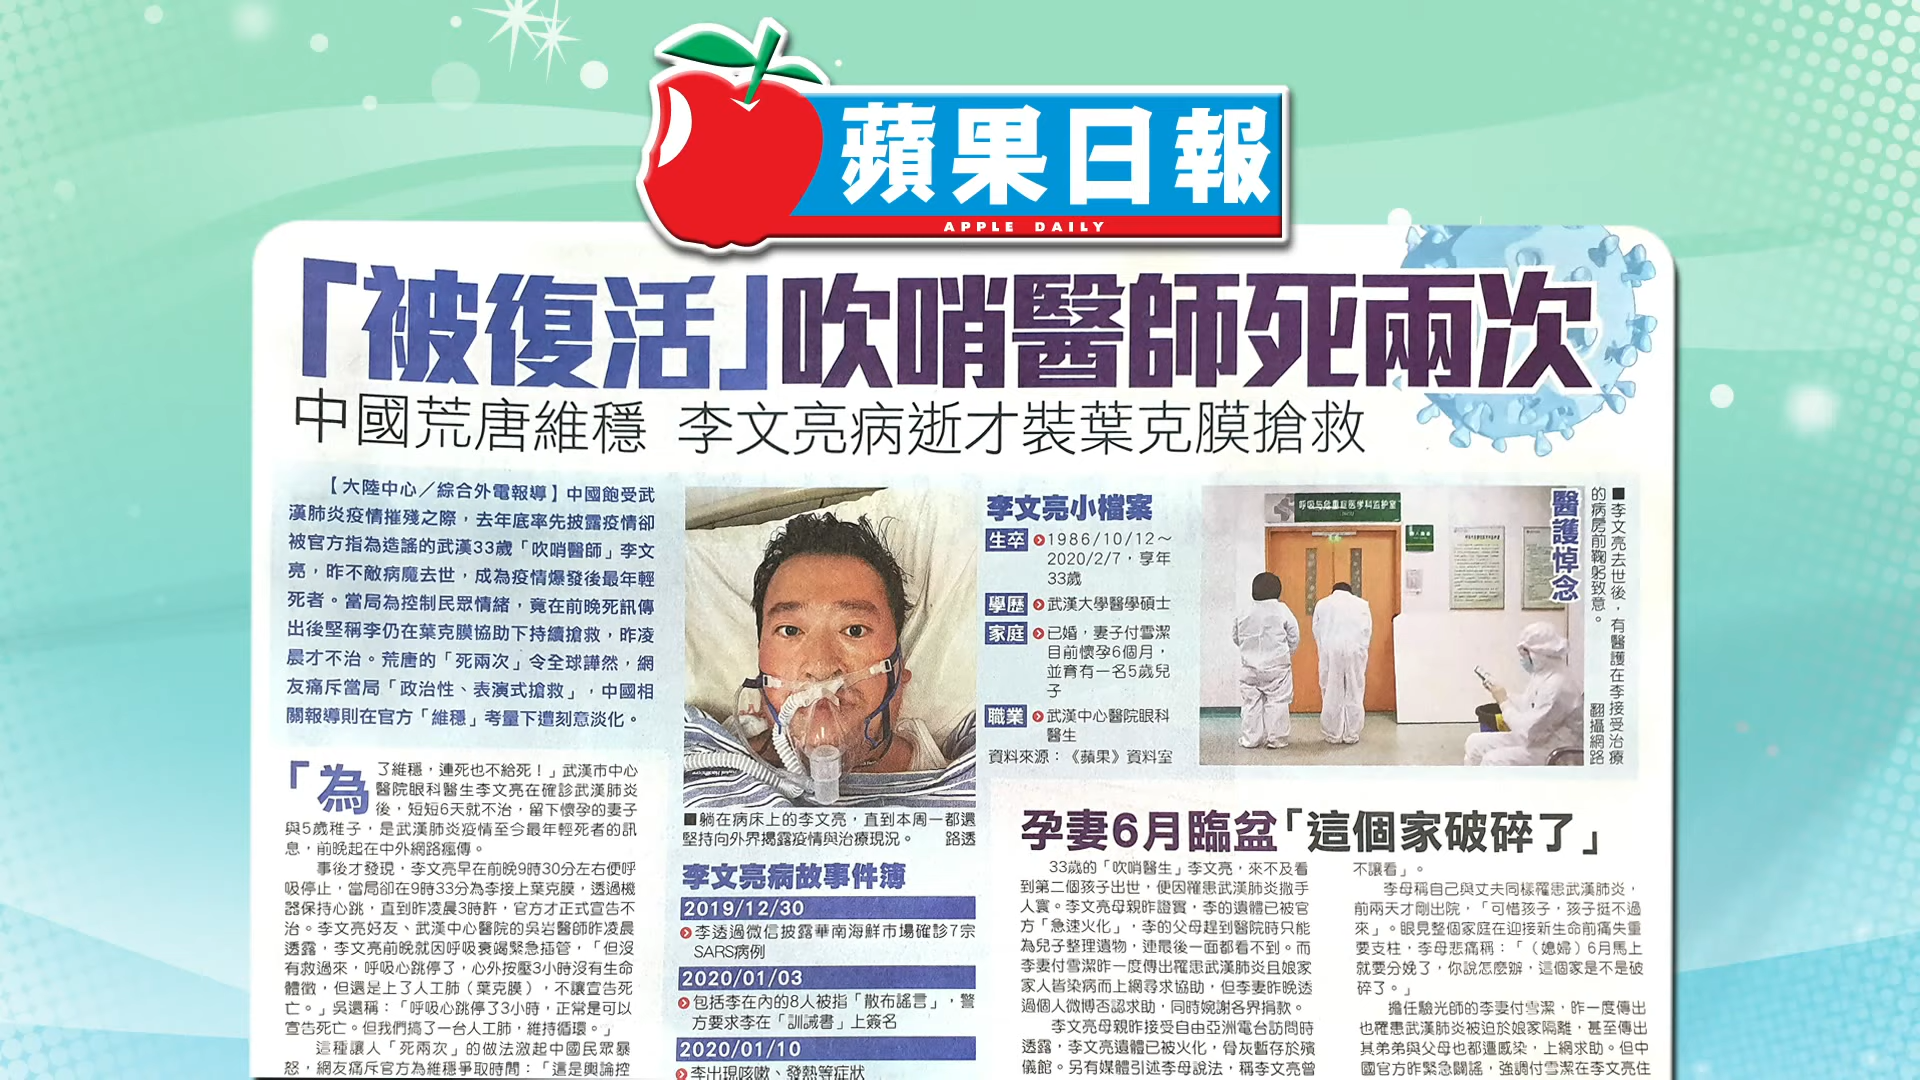 蘋果日報
APPLE DAILY
「被復活」吹哨醫師死兩次
中國荒唐維穩 李文亮病逝才裝葉克膜搶救
【大陸中心／綜合外電報導】中國飽受武
漢肺炎疫情摧殘之際，去年底率先披露疫情卻
被官方指為造謠的武漢33歲「吹哨醫師」李文
亮，昨不敵病魔去世，成為疫情爆發後最年輕
死者。當局為控制民眾情緒，竟在前晚死訊傳
出後堅稱李仍在葉克膜協助下持續搶救，昨凌
晨才不治。荒唐的「死兩次」令全球譁然，網
友痛斥當局「政治性、表演式搶救」，中國相
關報導則在官方「維穩」考量下遭刻意淡化。
「為了維穩，連死也不給死！」武漢市中心
醫院眼科醫生李文亮在確診武漢肺炎
後，短短6天就不治，留下懷孕的妻子
與5歲稚子，是武漢肺炎疫情至今最年輕死者的訊
息，前晚起在中外網路瘋傳。
事後才發現，李文亮早在前晚9時30分左右便呼
吸停止，當局卻在9時33分為李接上葉克膜，透過機
器保持心跳，直到昨凌晨3時許，官方才正式宣告不
治。李文亮好友、武漢中心醫院的吳岩醫師昨凌晨
透露，李文亮前晚就因呼吸衰竭緊急插管，「但沒
有救過來，呼吸心跳停了，心外按壓3小時沒有生命
體徵，但還是上了人工肺（葉克膜），不讓宣告死
亡。」吳還稱：「呼吸心跳停了3小時，正常是可以
宣告死亡。但我們搞了一台人工肺，維持循環。」
這種讓人「死兩次」的做法激起中國民眾暴
怒，網友痛斥官方為維穩爭取時間：「這是輿論控
■躺在病床上的李文亮，直到本周一都還
堅持向外界揭露疫情與治療現況。 路透
李文亮病故事件簿
2019/12/30
李透過微信披露華南海鮮市場確診7宗
SARS病例
2020/01/03
包括李在內的8人被指「散布謠言」，警
方要求李在「訓誡書」上簽名
2020/01/10
李出現咳嗽、發熱等症狀
李文亮小檔案
生卒 1986/10/12～
2020/2/7，享年
33歲
學歷 武漢大學醫學碩士
家庭 已婚，妻子付雪潔
目前懷孕6個月，
並育有一名5歲兒
子
職業 武漢中心醫院眼科
醫生
資料來源：《蘋果》資料室
呼吸与危重症医学科监护室
醫護悼念
■李文亮去世後，有醫護在李接受治療
的病房前鞠躬致意。 翻攝網路
孕妻6月臨盆「這個家破碎了」
33歲的「吹哨醫生」李文亮，來不及看
到第二個孩子出世，便因罹患武漢肺炎撒手
人寰。李文亮母親昨證實，李的遺體已被官
方「急速火化」，李的父母趕到醫院時只能
為兒子整理遺物，連最後一面都看不到。而
李妻付雪潔昨一度傳出罹患武漢肺炎且娘家
家人皆染病而上網尋求協助，但李妻昨晚透
過個人微博否認求助，同時婉謝各界捐款。
李文亮母親昨接受自由亞洲電台訪問時
透露，李文亮遺體已被火化，骨灰暫存於殯
儀館。另有媒體引述李母說法，稱李文亮曾
不讓看」。
李母稱自己與丈夫同樣罹患武漢肺炎，
前兩天才剛出院，「可惜孩子，孩子挺不過
來」。眼見整個家庭在迎接新生命前痛失重
要支柱，李母悲痛稱：「（媳婦）6月馬上
就要分娩了，你說怎麼辦，這個家是不是破
碎了。」
擔任驗光師的李妻付雪潔，昨一度傳出
也罹患武漢肺炎被迫於娘家隔離，甚至傳出
其弟弟與父母也都遭感染，上網求助。但中
國官方昨緊急闢謠，強調付雪潔在李文亮住